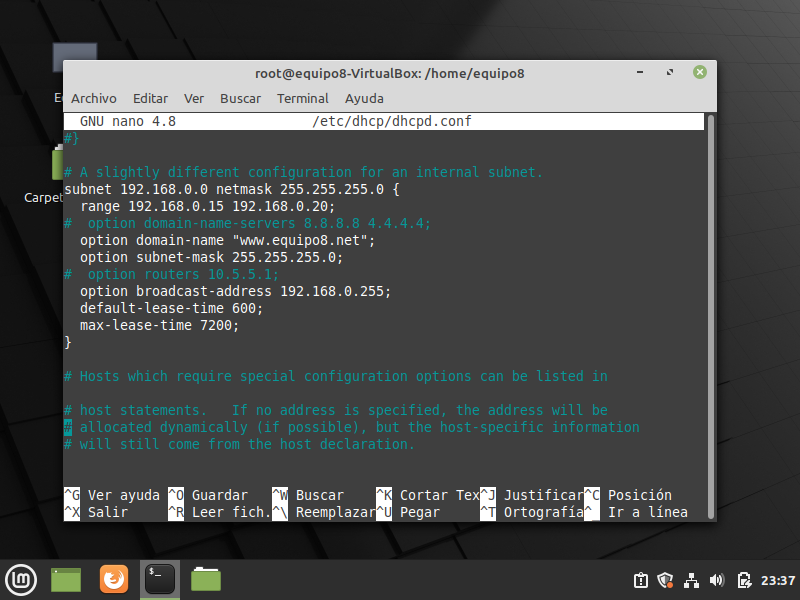 root@equipo8-VirtualBox: /home/equipo8
Archivo Editar Ver Buscar Terminal Ayuda
GNU nano 4.8 /etc/dhcp/dhcpd.conf
#}
# A slightly different configuration for an internal subnet.
subnet 192.168.0.0 netmask 255.255.255.0 {
  range 192.168.0.15 192.168.0.20;
#  option domain-name-servers 8.8.8.8 4.4.4.4;
  option domain-name "www.equipo8.net";
  option subnet-mask 255.255.255.0;
#  option routers 10.5.5.1;
  option broadcast-address 192.168.0.255;
  default-lease-time 600;
  max-lease-time 7200;
}
# Hosts which require special configuration options can be listed in
# host statements.   If no address is specified, the address will be
# allocated dynamically (if possible), but the host-specific information
# will still come from the host declaration.
^G Ver ayuda ^O Guardar ^W Buscar ^K Cortar Tex ^J Justificar ^C Posición
^X Salir ^R Leer fich. ^\ Reemplazar ^U Pegar ^T Ortografía ^_ Ir a línea
Carpet
$_
lm
23:37